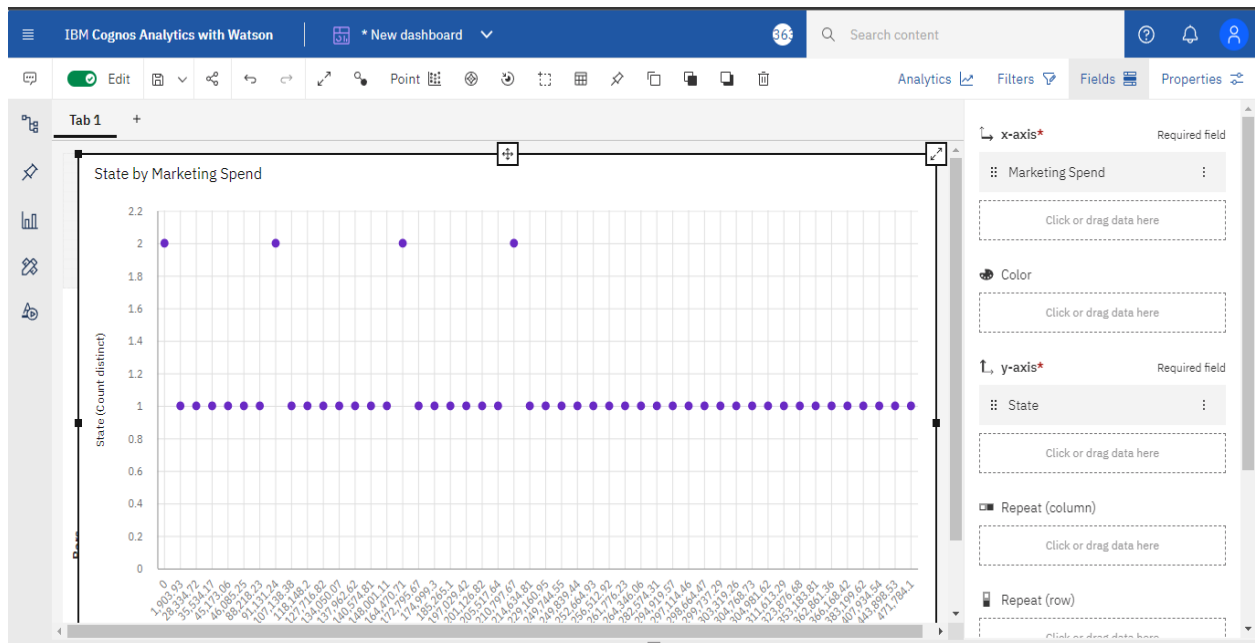 IBM Cognos Analytics with Watson
* New dashboard
363
Search content
Edit
Point
Analytics
Filters
Fields
Properties
Tab 1
+
State by Marketing Spend
State (Count distinct)
2.2
2
1.8
1.6
1.4
1.2
1
0.8
0.6
0.4
0.2
0
0
1,903.93
28,334.72
35,534.17
45,173.06
46,085.25
88,218.23
91,131.24
107,138.38
118,148.2
127,716.82
134,050.07
137,962.62
140,574.81
148,001.11
164,470.71
172,795.67
174,999.3
185,265.1
197,029.42
201,126.82
205,517.64
210,797.67
214,634.81
229,160.95
249,744.55
249,839.44
252,664.93
256,512.92
261,776.23
264,346.06
282,574.31
294,919.57
297,114.46
298,664.47
299,737.29
303,319.26
304,768.73
304,981.62
311,613.29
323,876.68
353,183.81
362,861.36
366,168.42
383,199.62
407,934.54
443,898.53
471,784.1
x-axis*
Required field
Marketing Spend
Click or drag data here
Color
Click or drag data here
y-axis*
Required field
State
Click or drag data here
Repeat (column)
Click or drag data here
Repeat (row)
Click or drag data here